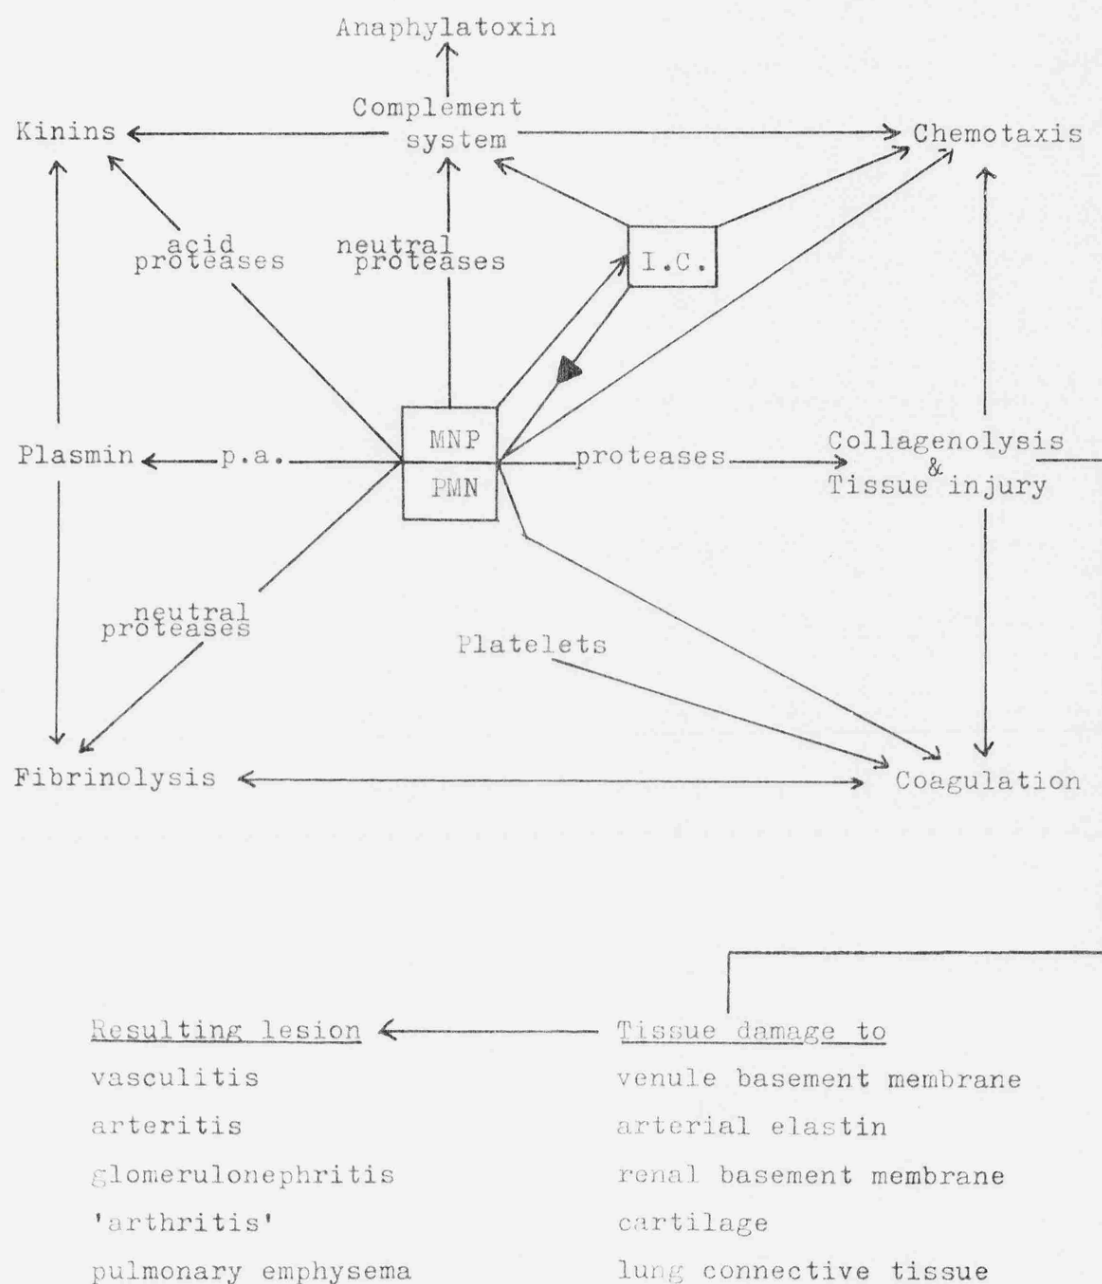 Anaphylatoxin
Complement
system
Kinins
Chemotaxis
acid
proteases
neutral
proteases
I.C.
MNP
PMN
Plasmin
p.a.
proteases
Collagenolysis
&
Tissue injury
neutral
proteases
Platelets
Fibrinolysis
Coagulation
Resulting lesion
Tissue damage to
vasculitis
venule basement membrane
arteritis
arterial elastin
glomerulonephritis
renal basement membrane
'arthritis'
cartilage
pulmonary emphysema
lung connective tissue